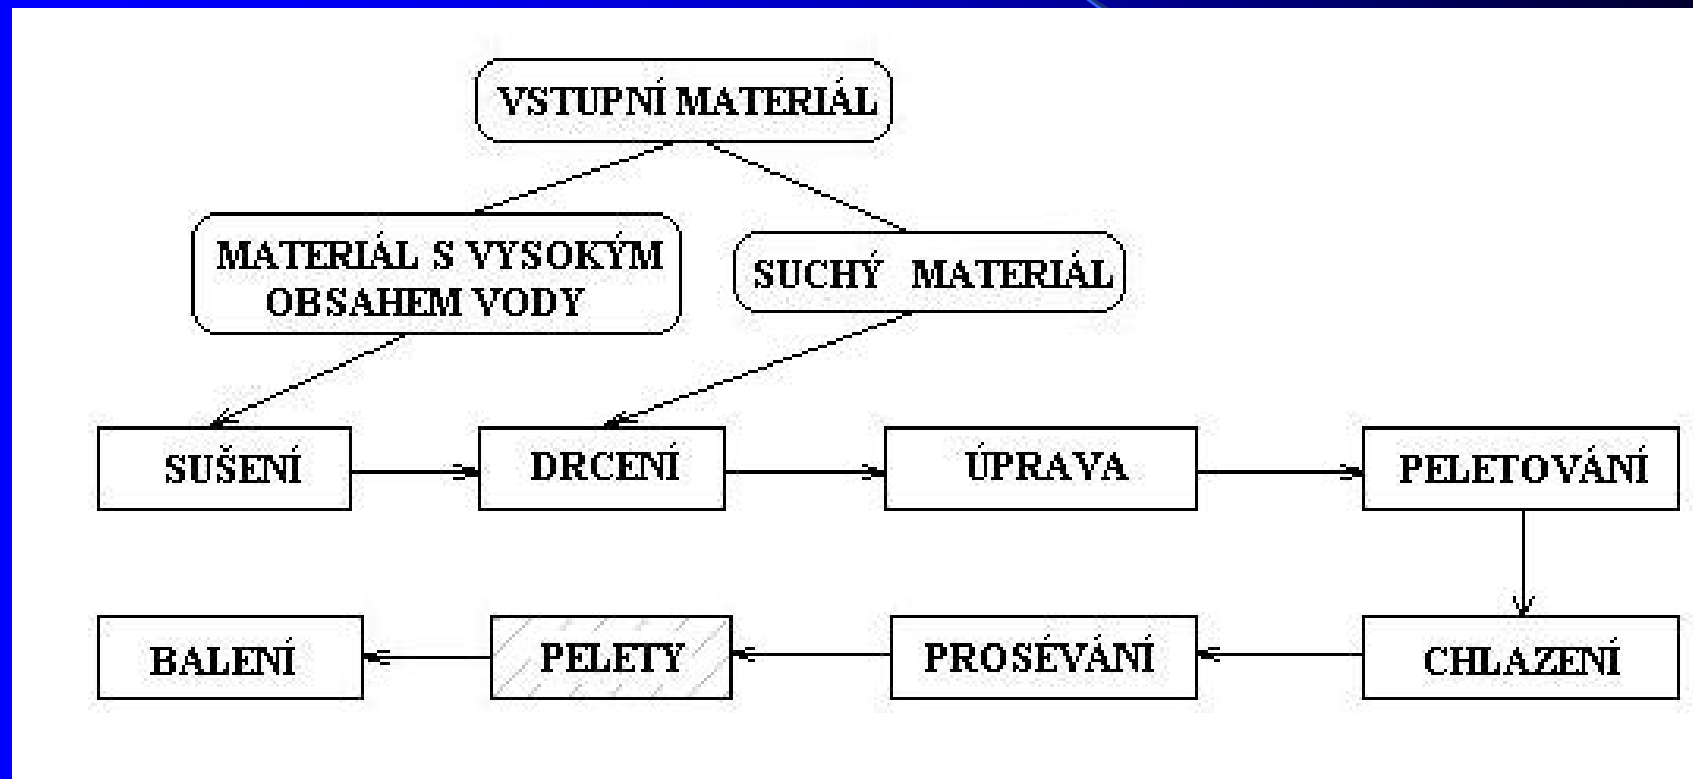 VSTUPNÍ MATERIÁL
MATERIÁL S VYSOKÝM
OBSAHEM VODY
SUCHÝ MATERIÁL
SUŠENÍ
DRCENÍ
ÚPRAVA
PELETOVÁNÍ
BALENÍ
PELETY
PROSÉVÁNÍ
CHLAZENÍ